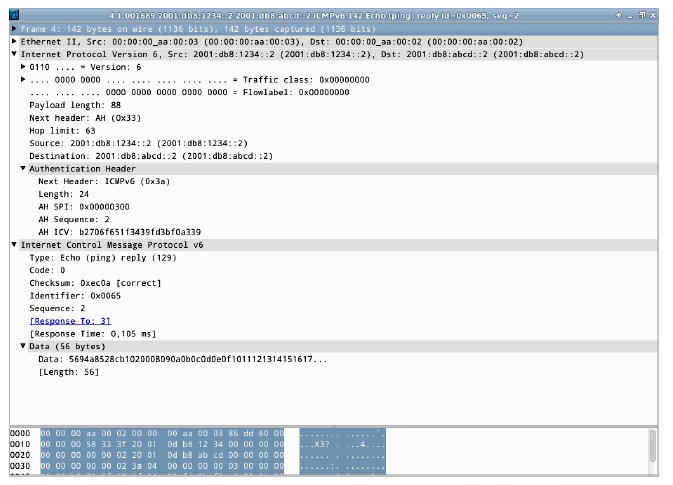 4 1.001689 2001:db8:1234::2 2001:db8:abcd::2 ICMPv6 142 Echo (ping) reply id=0x0065, seq=2
Frame 4: 142 bytes on wire (1136 bits), 142 bytes captured (1136 bits)
Ethernet II, Src: 00:00:00_aa:00:03 (00:00:00:aa:00:03), Dst: 00:00:00_aa:00:02 (00:00:00:aa:00:02)
Internet Protocol Version 6, Src: 2001:db8:1234::2 (2001:db8:1234::2), Dst: 2001:db8:abcd::2 (2001:db8:abcd::2)
0110 .... = Version: 6
.... 0000 0000 .... .... .... .... .... = Traffic class: 0x00000000
.... .... .... 0000 0000 0000 0000 0000 = Flowlabel: 0x00000000
Payload length: 88
Next header: AH (0x33)
Hop limit: 63
Source: 2001:db8:1234::2 (2001:db8:1234::2)
Destination: 2001:db8:abcd::2 (2001:db8:abcd::2)
Authentication Header
Next Header: ICMPv6 (0x3a)
Length: 24
AH SPI: 0x00000300
AH Sequence: 2
AH ICV: b2706f651f3439fd3bf0a339
Internet Control Message Protocol v6
Type: Echo (ping) reply (129)
Code: 0
Checksum: 0xec0a [correct]
Identifier: 0x0065
Sequence: 2
[Response To: 3]
[Response Time: 0,105 ms]
Data (56 bytes)
Data: 5694a8528cb1020008090a0b0c0d0e0f1011121314151617...
[Length: 56]
0000 00 00 00 aa 00 02 00 00 00 aa 00 03 86 dd 60 00 ........ ......`.
0010 00 00 00 58 33 3f 20 01 0d b8 12 34 00 00 00 00 ...X3? . ...4....
0020 00 00 00 00 00 02 20 01 0d b8 ab cd 00 00 00 00 ...... . ........
0030 00 00 00 00 00 02 3a 04 00 00 00 00 03 00 00 00 ......:. ........